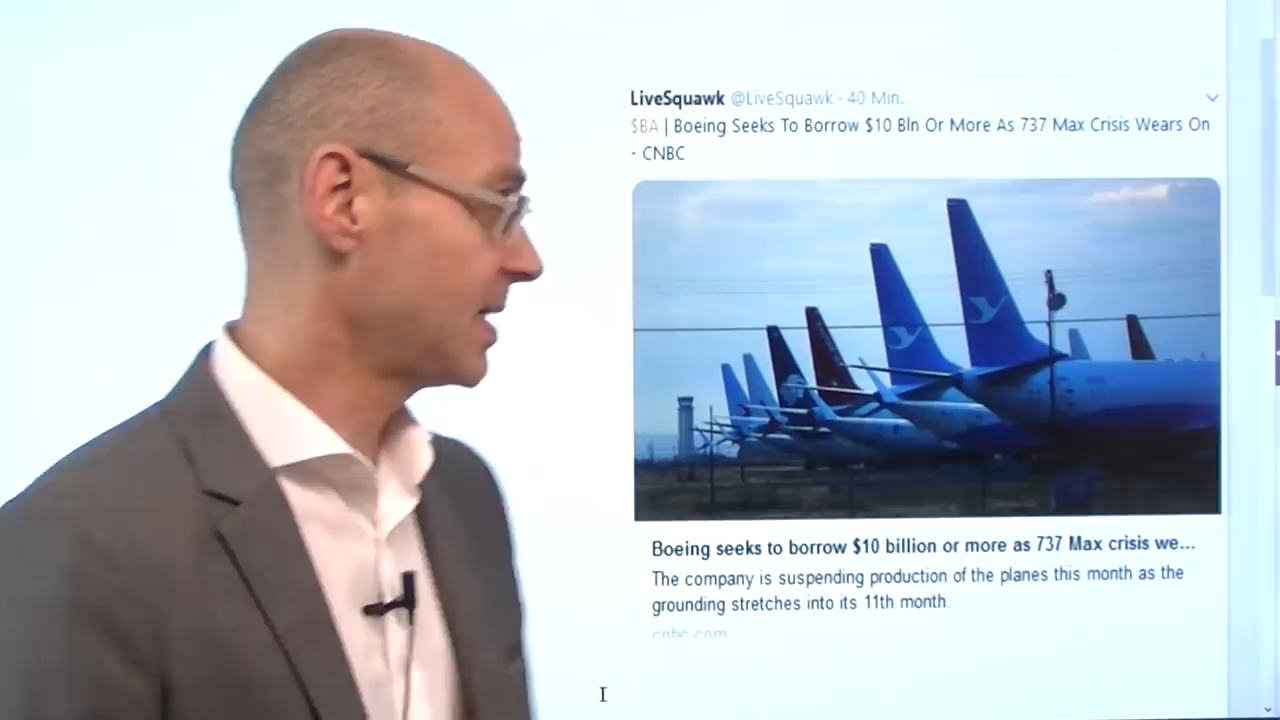 LiveSquawk @LiveSquawk · 40 Min.
$BA | Boeing Seeks To Borrow $10 Bln Or More As 737 Max Crisis Wears On
- CNBC
Boeing seeks to borrow $10 billion or more as 737 Max crisis we...
The company is suspending production of the planes this month as the
grounding stretches into its 11th month.
cnbc.com